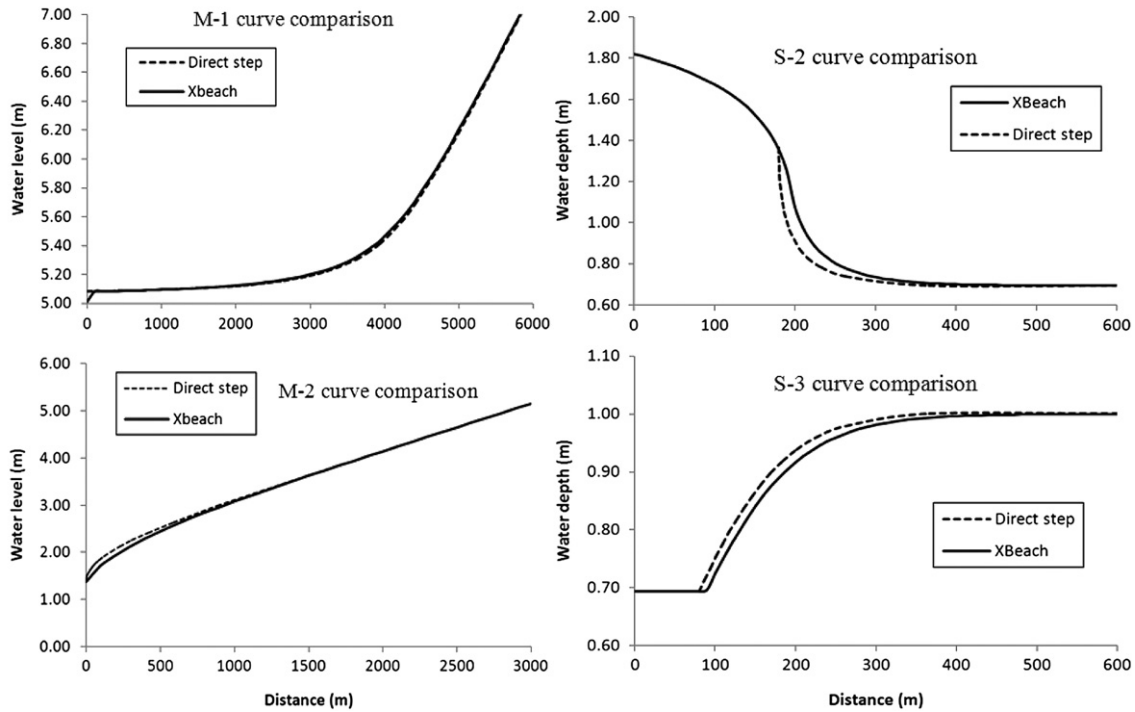 M-1 curve comparison
Direct step
Xbeach
Water level (m)
7.00
6.80
6.60
6.40
6.20
6.00
5.80
5.60
5.40
5.20
5.00
0 1000 2000 3000 4000 5000 6000
S-2 curve comparison
XBeach
Direct step
Water depth (m)
2.00
1.80
1.60
1.40
1.20
1.00
0.80
0.60
0 100 200 300 400 500 600
M-2 curve comparison
Direct step
Xbeach
Water level (m)
6.00
5.00
4.00
3.00
2.00
1.00
0.00
0 500 1000 1500 2000 2500 3000
Distance (m)
S-3 curve comparison
Direct step
XBeach
Water depth (m)
1.10
1.00
0.90
0.80
0.70
0.60
0 100 200 300 400 500 600
Distance (m)